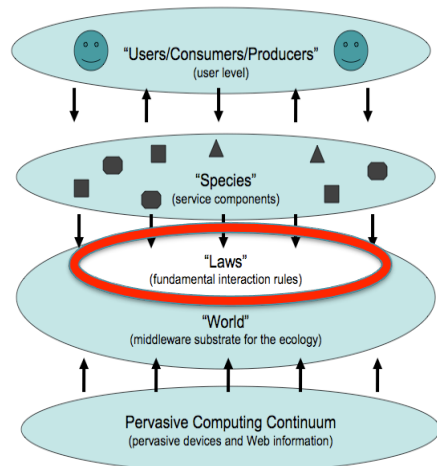 “Users/Consumers/Producers”
(user level)
“Species”
(service components)
“Laws”
(fundamental interaction rules)
“World”
(middleware substrate for the ecology)
Pervasive Computing Continuum
(pervasive devices and Web information)